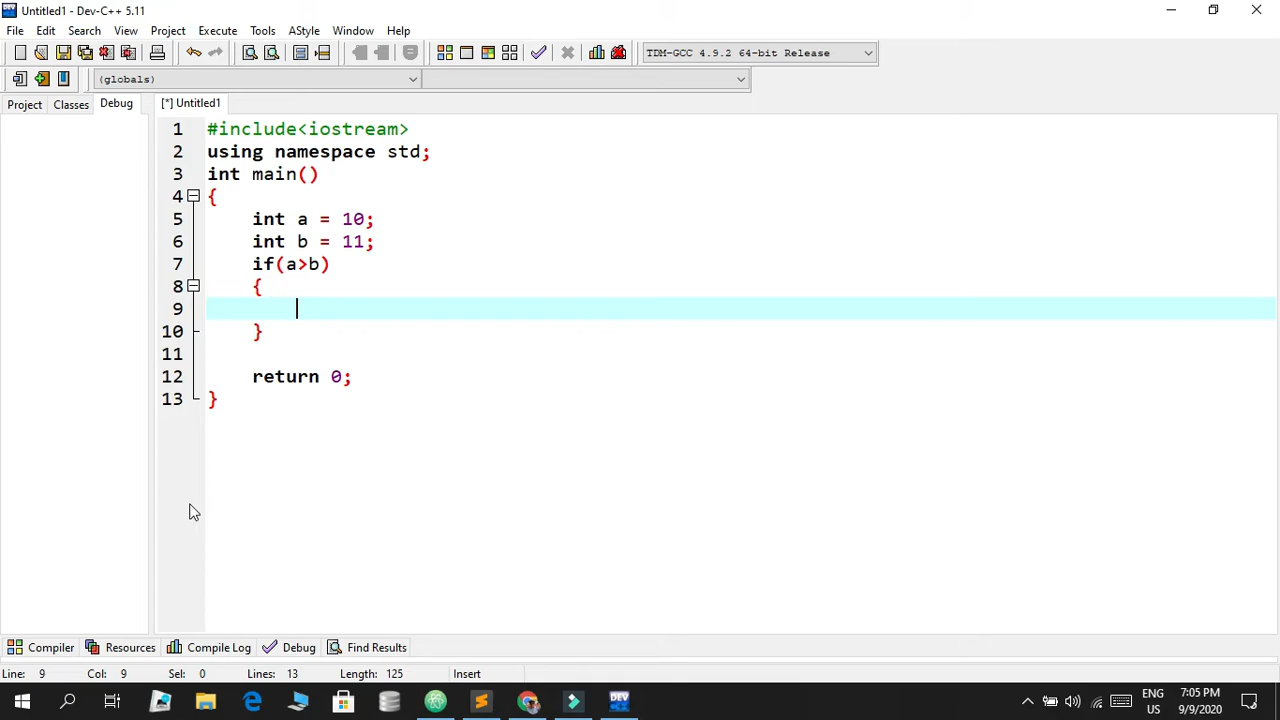 Untitled1 - Dev-C++ 5.11
File Edit Search View Project Execute Tools AStyle Window Help
TDM-GCC 4.9.2 64-bit Release
(globals)
Project Classes Debug [*] Untitled1
1 #include<iostream>
2 using namespace std;
3 int main()
4 {
5 int a = 10;
6 int b = 11;
7 if(a>b)
8 {
9
10 }
11
12 return 0;
13 }
Compiler Resources Compile Log Debug Find Results
Line: 9 Col: 9 Sel: 0 Lines: 13 Length: 125 Insert
DEV
ENG 7:05 PM
US 9/9/2020